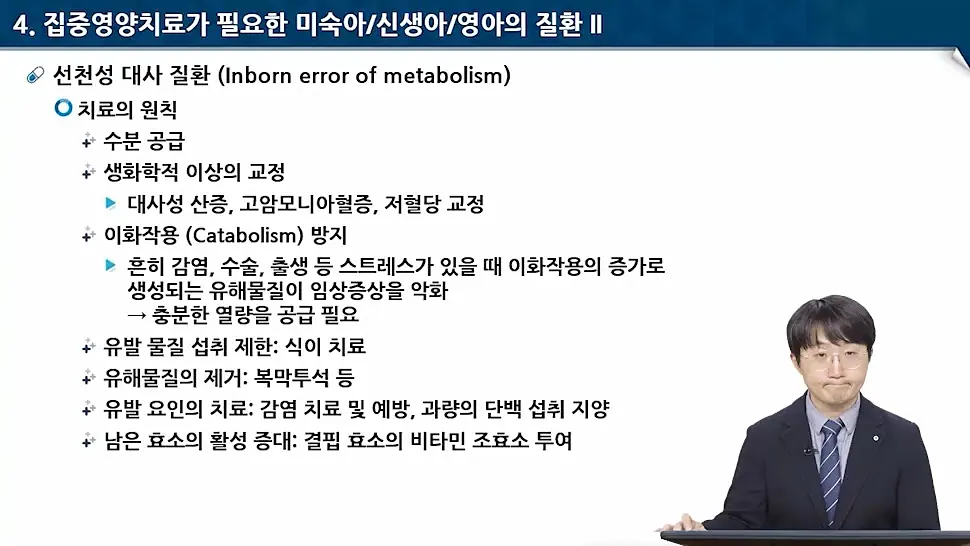 4. 집중영양치료가 필요한 미숙아/신생아/영아의 질환 II
선천성 대사 질환 (Inborn error of metabolism)
치료의 원칙
수분 공급
생화학적 이상의 교정
대사성 산증, 고암모니아혈증, 저혈당 교정
이화작용 (Catabolism) 방지
흔히 감염, 수술, 출생 등 스트레스가 있을 때 이화작용의 증가로
생성되는 유해물질이 임상증상을 악화
→ 충분한 열량을 공급 필요
유발 물질 섭취 제한: 식이 치료
유해물질의 제거: 복막투석 등
유발 요인의 치료: 감염 치료 및 예방, 과량의 단백 섭취 지양
남은 효소의 활성 증대: 결핍 효소의 비타민 조효소 투여